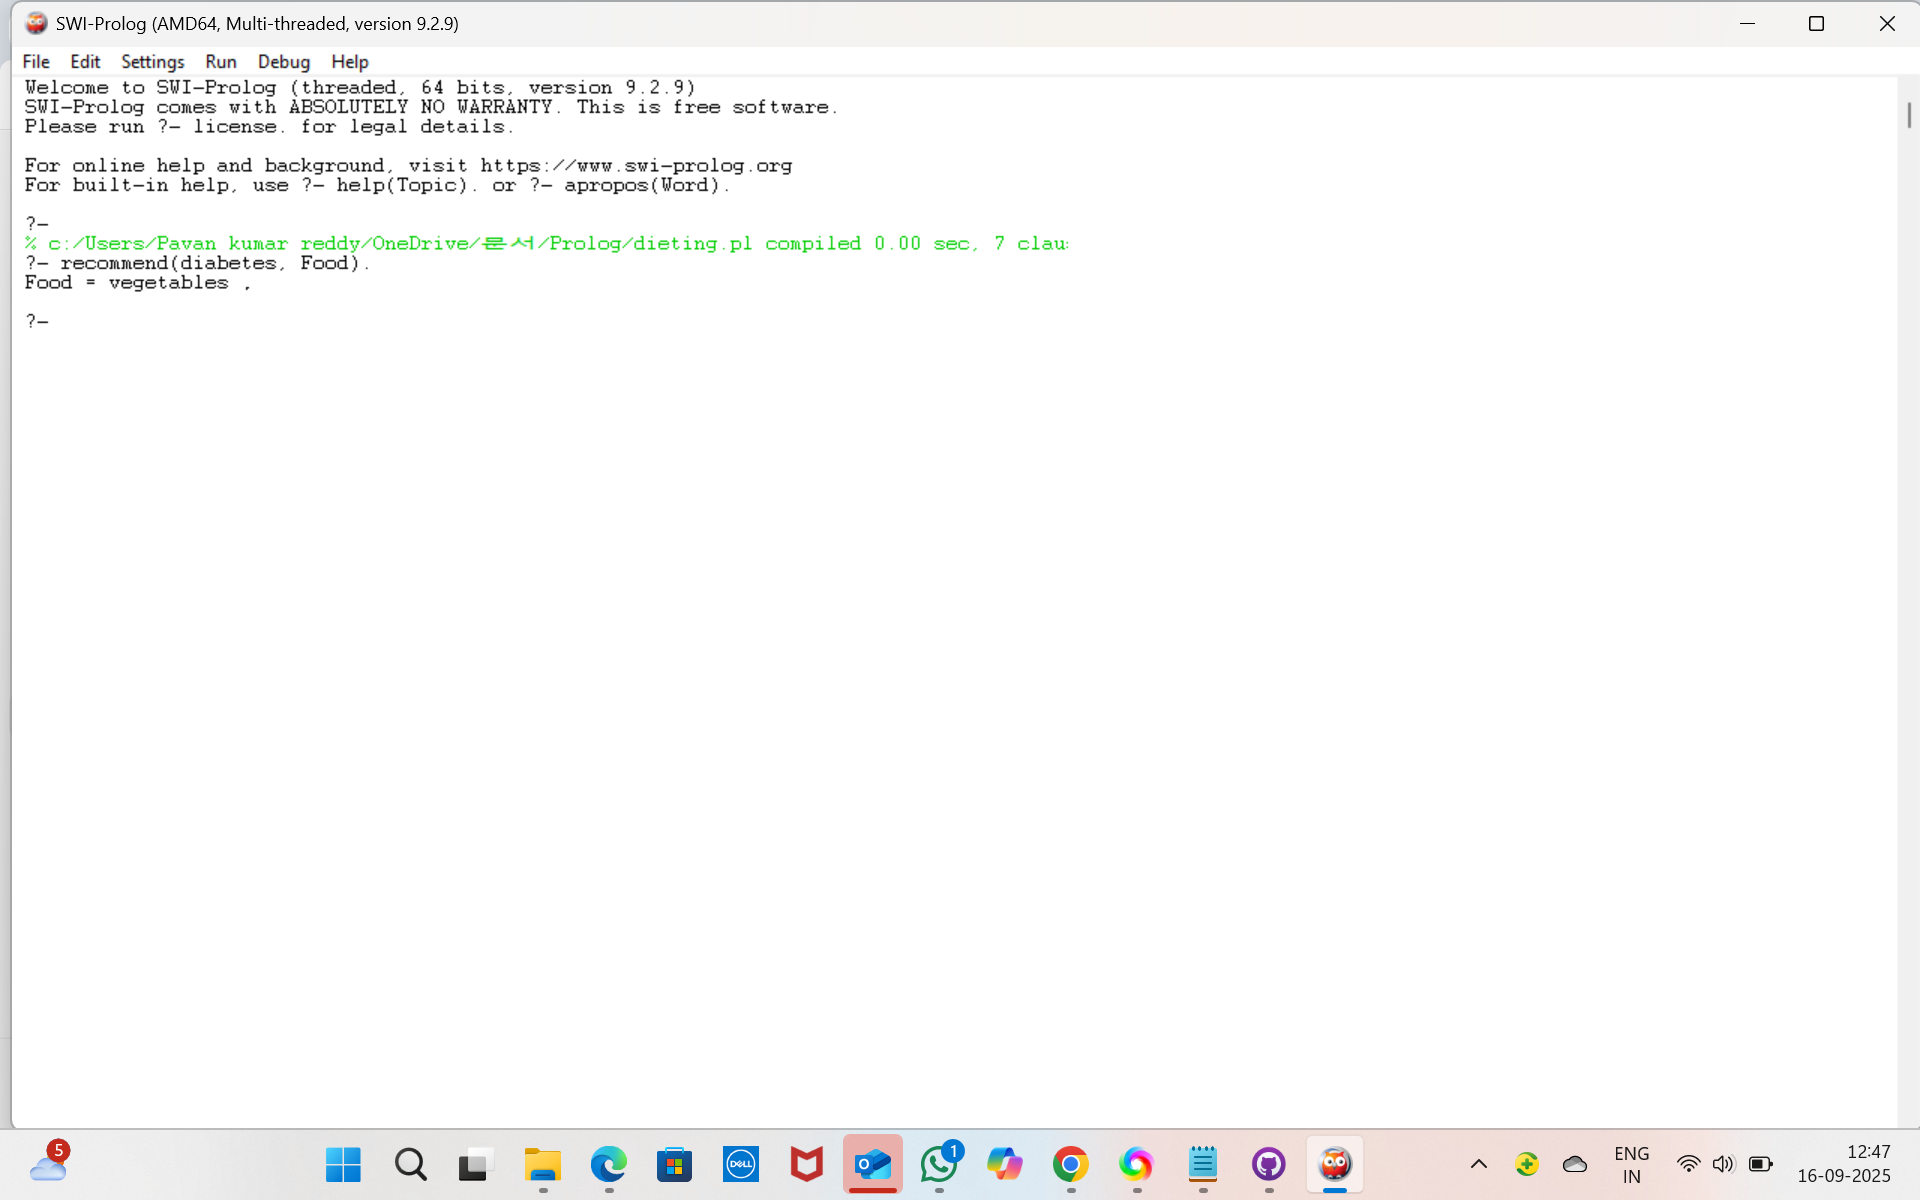 SWI-Prolog (AMD64, Multi-threaded, version 9.2.9)
File Edit Settings Run Debug Help
Welcome to SWI-Prolog (threaded, 64 bits, version 9.2.9)
SWI-Prolog comes with ABSOLUTELY NO WARRANTY. This is free software.
Please run ?- license. for legal details.
For online help and background, visit https://www.swi-prolog.org
For built-in help, use ?- help(Topic). or ?- apropos(Word).
?-
% c:/Users/Pavan kumar reddy/OneDrive/문서/Prolog/dieting.pl compiled 0.00 sec, 7 clau
?- recommend(diabetes, Food).
Food = vegetables .
?-
5
DELL
O
1
ENG
IN
12:47
16-09-2025